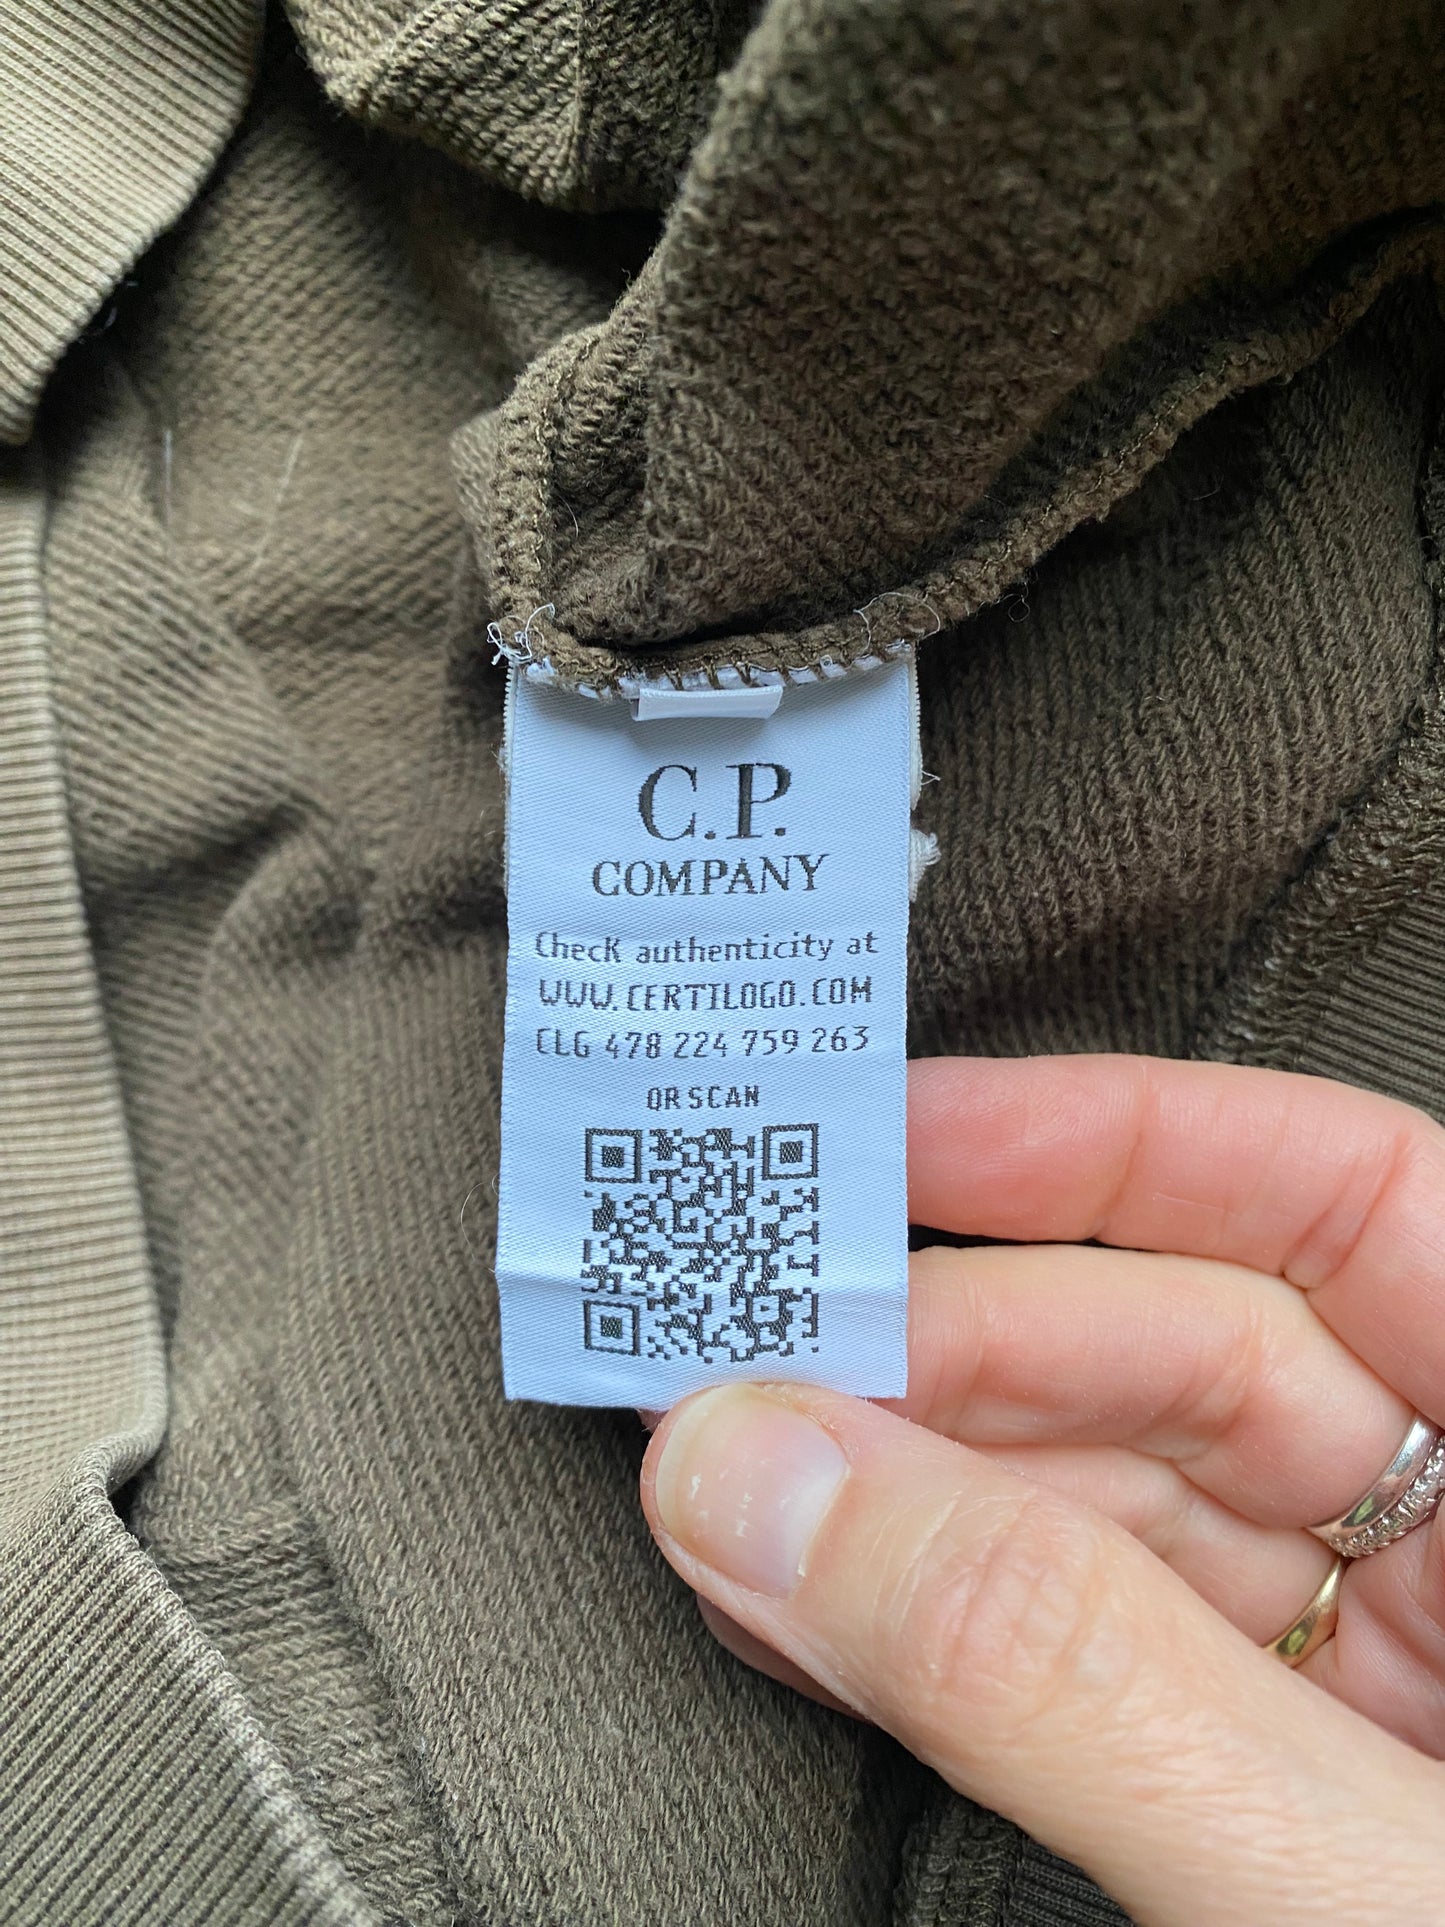 C.P.
COMPANY
Check authenticity at
WWW.CERTILOGO.COM
CLG 478 224 759 263
OR SCAN